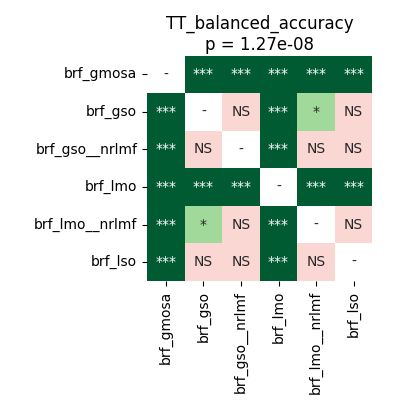 TT_balanced_accuracy
p = 1.27e-08
brf_gmosa - *** *** *** *** ***
brf_gso *** - NS *** * NS
brf_gso__nrlmf *** NS - *** NS NS
brf_lmo *** *** *** - *** ***
brf_lmo__nrlmf *** * NS *** - NS
brf_lso *** NS NS *** NS -
brf_gmosa
brf_gso
brf_gso__nrlmf
brf_lmo
brf_lmo__nrlmf
brf_lso